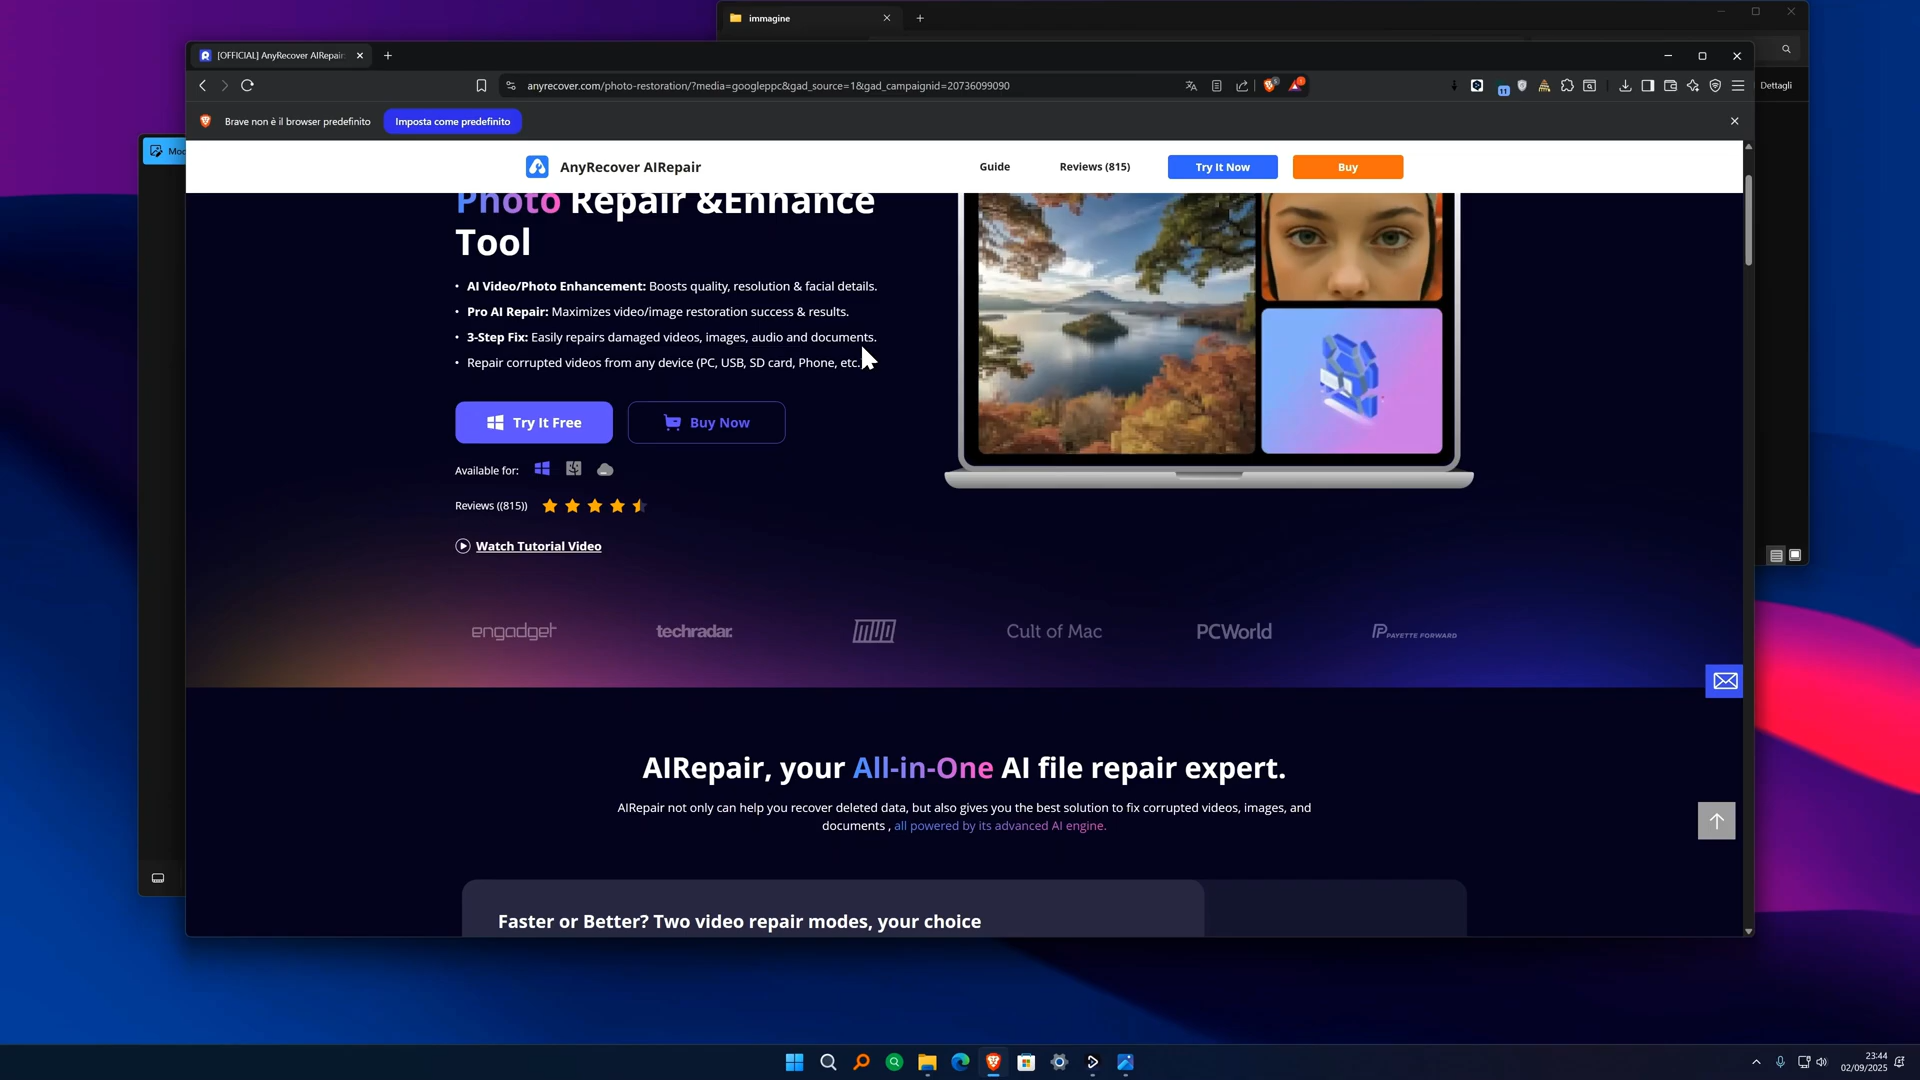 immagine
[OFFICIAL] AnyRecover AIRepair
anyrecover.com/photo-restoration/?media=googleppc&gad_source=1&gad_campaignid=20736099090
11
Dettagli
Brave non è il browser predefinito
Imposta come predefinito
AnyRecover AIRepair
Guide
Reviews (815)
Try It Now
Buy
Photo Repair &Enhance
Tool
• AI Video/Photo Enhancement: Boosts quality, resolution & facial details.
• Pro AI Repair: Maximizes video/image restoration success & results.
• 3-Step Fix: Easily repairs damaged videos, images, audio and documents.
• Repair corrupted videos from any device (PC, USB, SD card, Phone, etc.
Try It Free
Buy Now
Available for:
Reviews ((815))
Watch Tutorial Video
engadget
techradar.
MUO
Cult of Mac
PCWorld
PAYETTE FORWARD
AIRepair, your All-in-One AI file repair expert.
AIRepair not only can help you recover deleted data, but also gives you the best solution to fix corrupted videos, images, and
documents , all powered by its advanced AI engine.
Faster or Better? Two video repair modes, your choice
23:44
02/09/2025